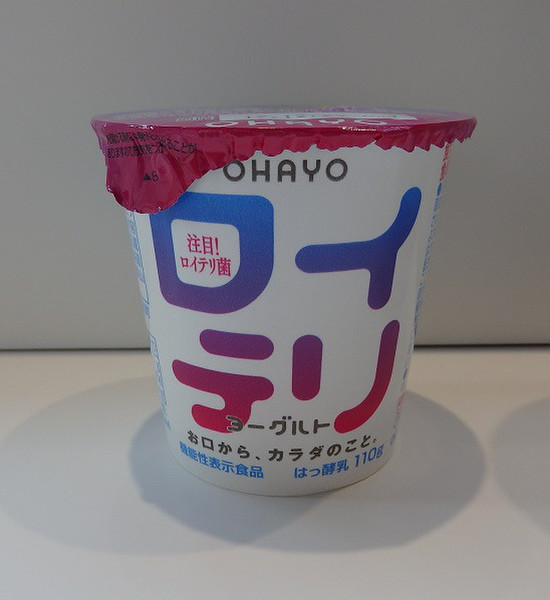 OHAYO
OHAYO
注目!
ロイテリ菌
ロイ
テリ
ヨーグルト
お口から、カラダのこと。
機能性表示食品 はっ酵乳 110g